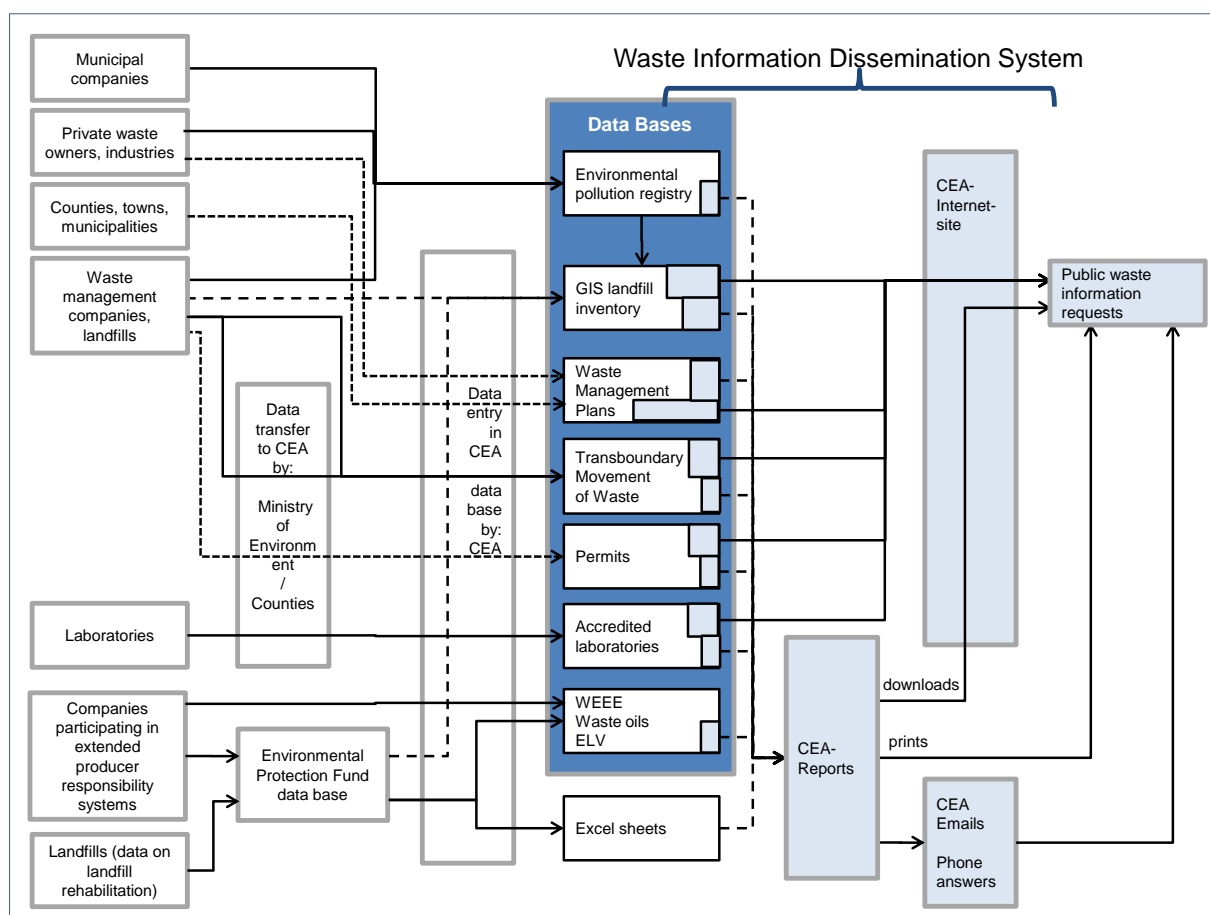 Waste Information Dissemination System
Municipal
companies
Private waste
owners, industries
Counties, towns,
municipalities
Waste
management
companies,
landfills
Data
transfer
to CEA
by:
Ministry
of
Environm
ent
/
Counties
Laboratories
Companies
participating in
extended
producer
responsibility
systems
Landfills (data on
landfill
rehabilitation)
Environmental
Protection Fund
data base
Data
entry
in
CEA
data
base
by:
CEA
Data Bases
Environmental
pollution registry
GIS landfill
inventory
Waste
Management
Plans
Transboundary
Movement
of Waste
Permits
Accredited
laboratories
WEEE
Waste oils
ELV
Excel sheets
CEA-
Reports
CEA-
Internet-
site
downloads
prints
CEA
Emails
Phone
answers
Public waste
information
requests